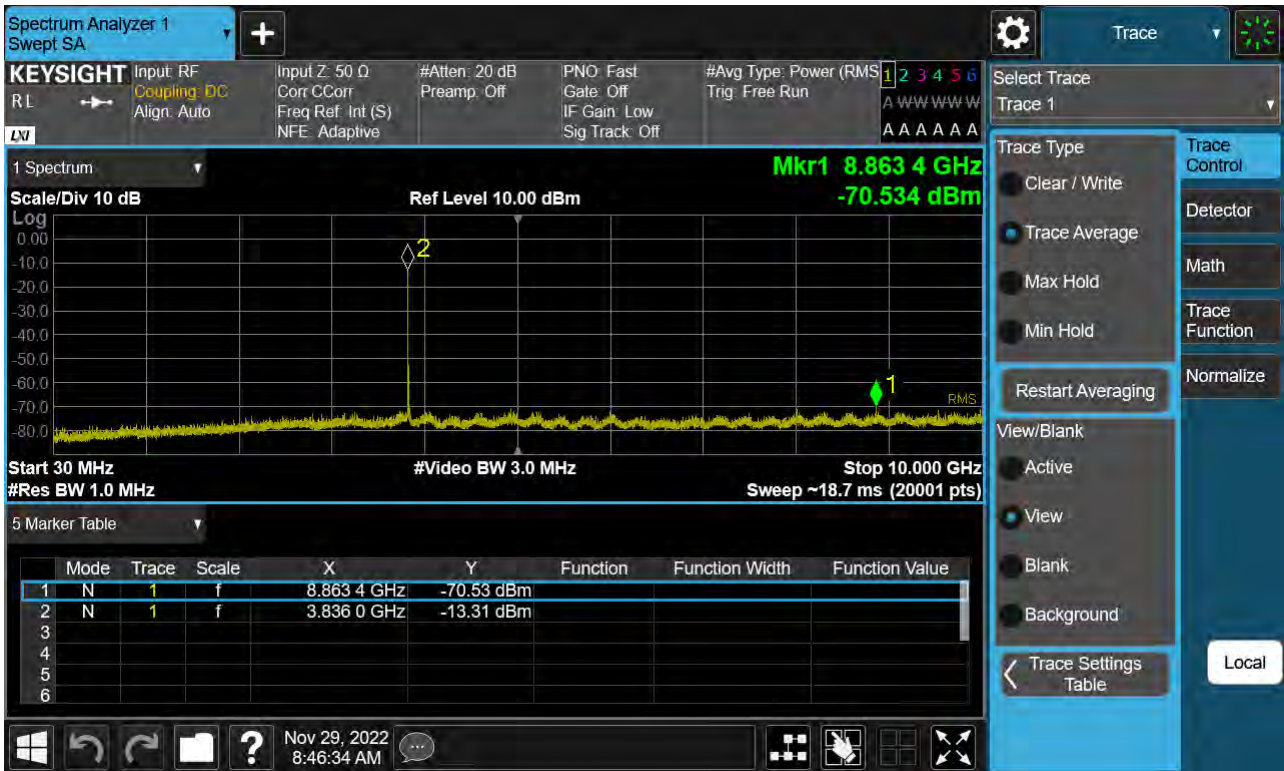 Spectrum Analyzer 1
Swept SA
+
Trace
KEYSIGHT
RL
LXI
Input: RF
Coupling: DC
Align: Auto
Input Z: 50 Ω
Corr CCorr
Freq Ref: Int (S)
NFE: Adaptive
#Atten: 20 dB
Preamp: Off
PNO: Fast
Gate: Off
IF Gain: Low
Sig Track: Off
#Avg Type: Power (RMS
Trig: Free Run
1 2 3 4 5 6
A W W W W W
A A A A A A
Select Trace
Trace 1
1 Spectrum
Mkr1 8.863 4 GHz
-70.534 dBm
Scale/Div 10 dB
Ref Level 10.00 dBm
Log
0.00
-10.0
-20.0
-30.0
-40.0
-50.0
-60.0
-70.0
-80.0
2
1
RMS
Start 30 MHz
#Video BW 3.0 MHz
Stop 10.000 GHz
#Res BW 1.0 MHz
Sweep ~18.7 ms (20001 pts)
5 Marker Table
Mode Trace Scale X Y Function Function Width Function Value
1 N 1 f 8.863 4 GHz -70.53 dBm
2 N 1 f 3.836 0 GHz -13.31 dBm
3
4
5
6
Trace Type
Clear / Write
Trace Average
Max Hold
Min Hold
Restart Averaging
View/Blank
Active
View
Blank
Background
Trace Settings
Table
Trace
Control
Detector
Math
Trace
Function
Normalize
Local
?
Nov 29, 2022
8:46:34 AM